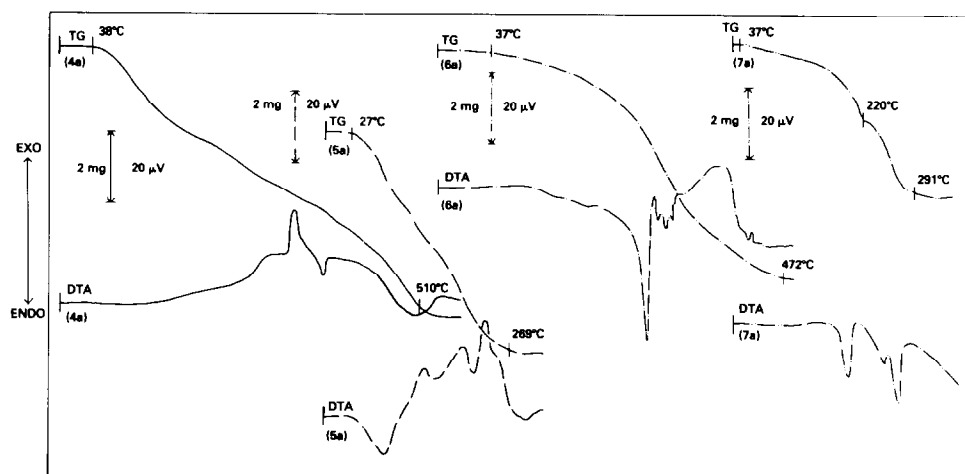 TG 38°C
(4a)
2 mg 20 µV
EXO
ENDO
DTA
(4a)
510°C
2 mg 20 µV
TG 27°C
(5a)
269°C
DTA
(5a)
TG 37°C
(6a)
2 mg 20 µV
DTA
(6a)
472°C
TG 37°C
(7a)
2 mg 20 µV
220°C
291°C
DTA
(7a)